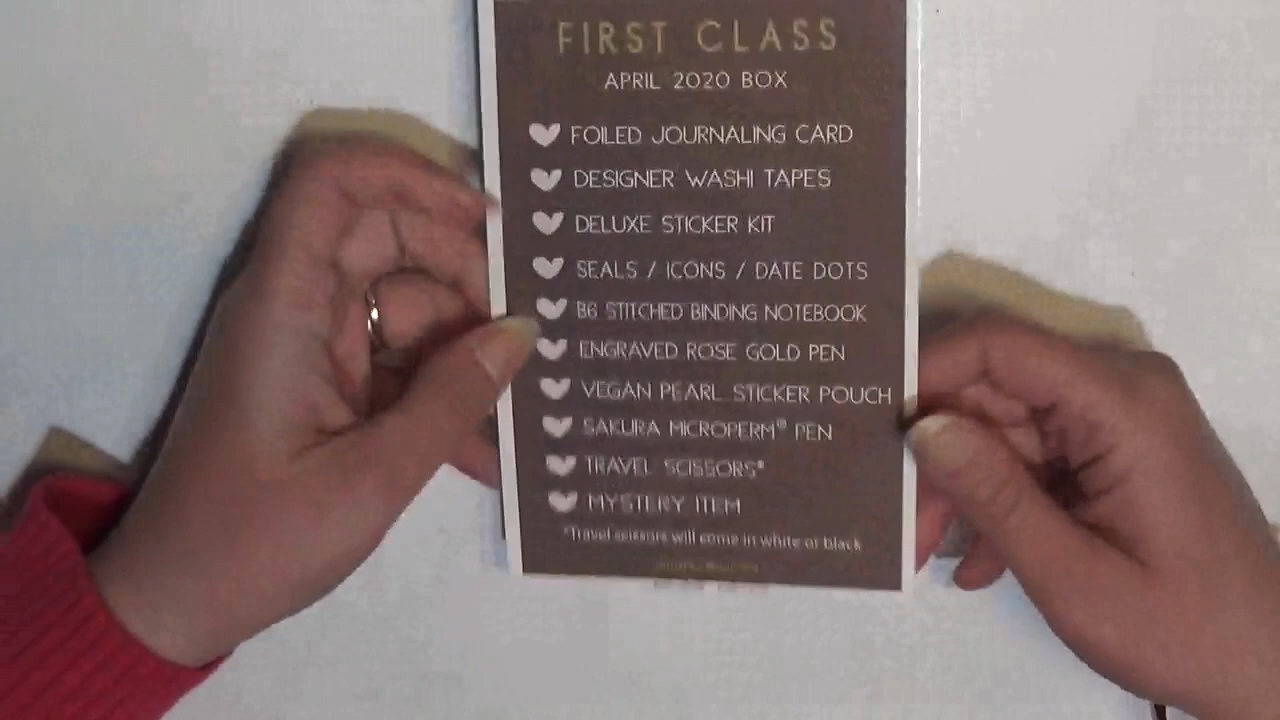 FIRST CLASS
APRIL 2020 BOX
FOILED JOURNALING CARD
DESIGNER WASHI TAPES
DELUXE STICKER KIT
SEALS / ICONS / DATE DOTS
B6 STITCHED BINDING NOTEBOOK
ENGRAVED ROSE GOLD PEN
VEGAN PEARL STICKER POUCH
SAKURA MICROPERM® PEN
TRAVEL SCISSORS*
MYSTERY ITEM
*Travel scissors will come in white or black